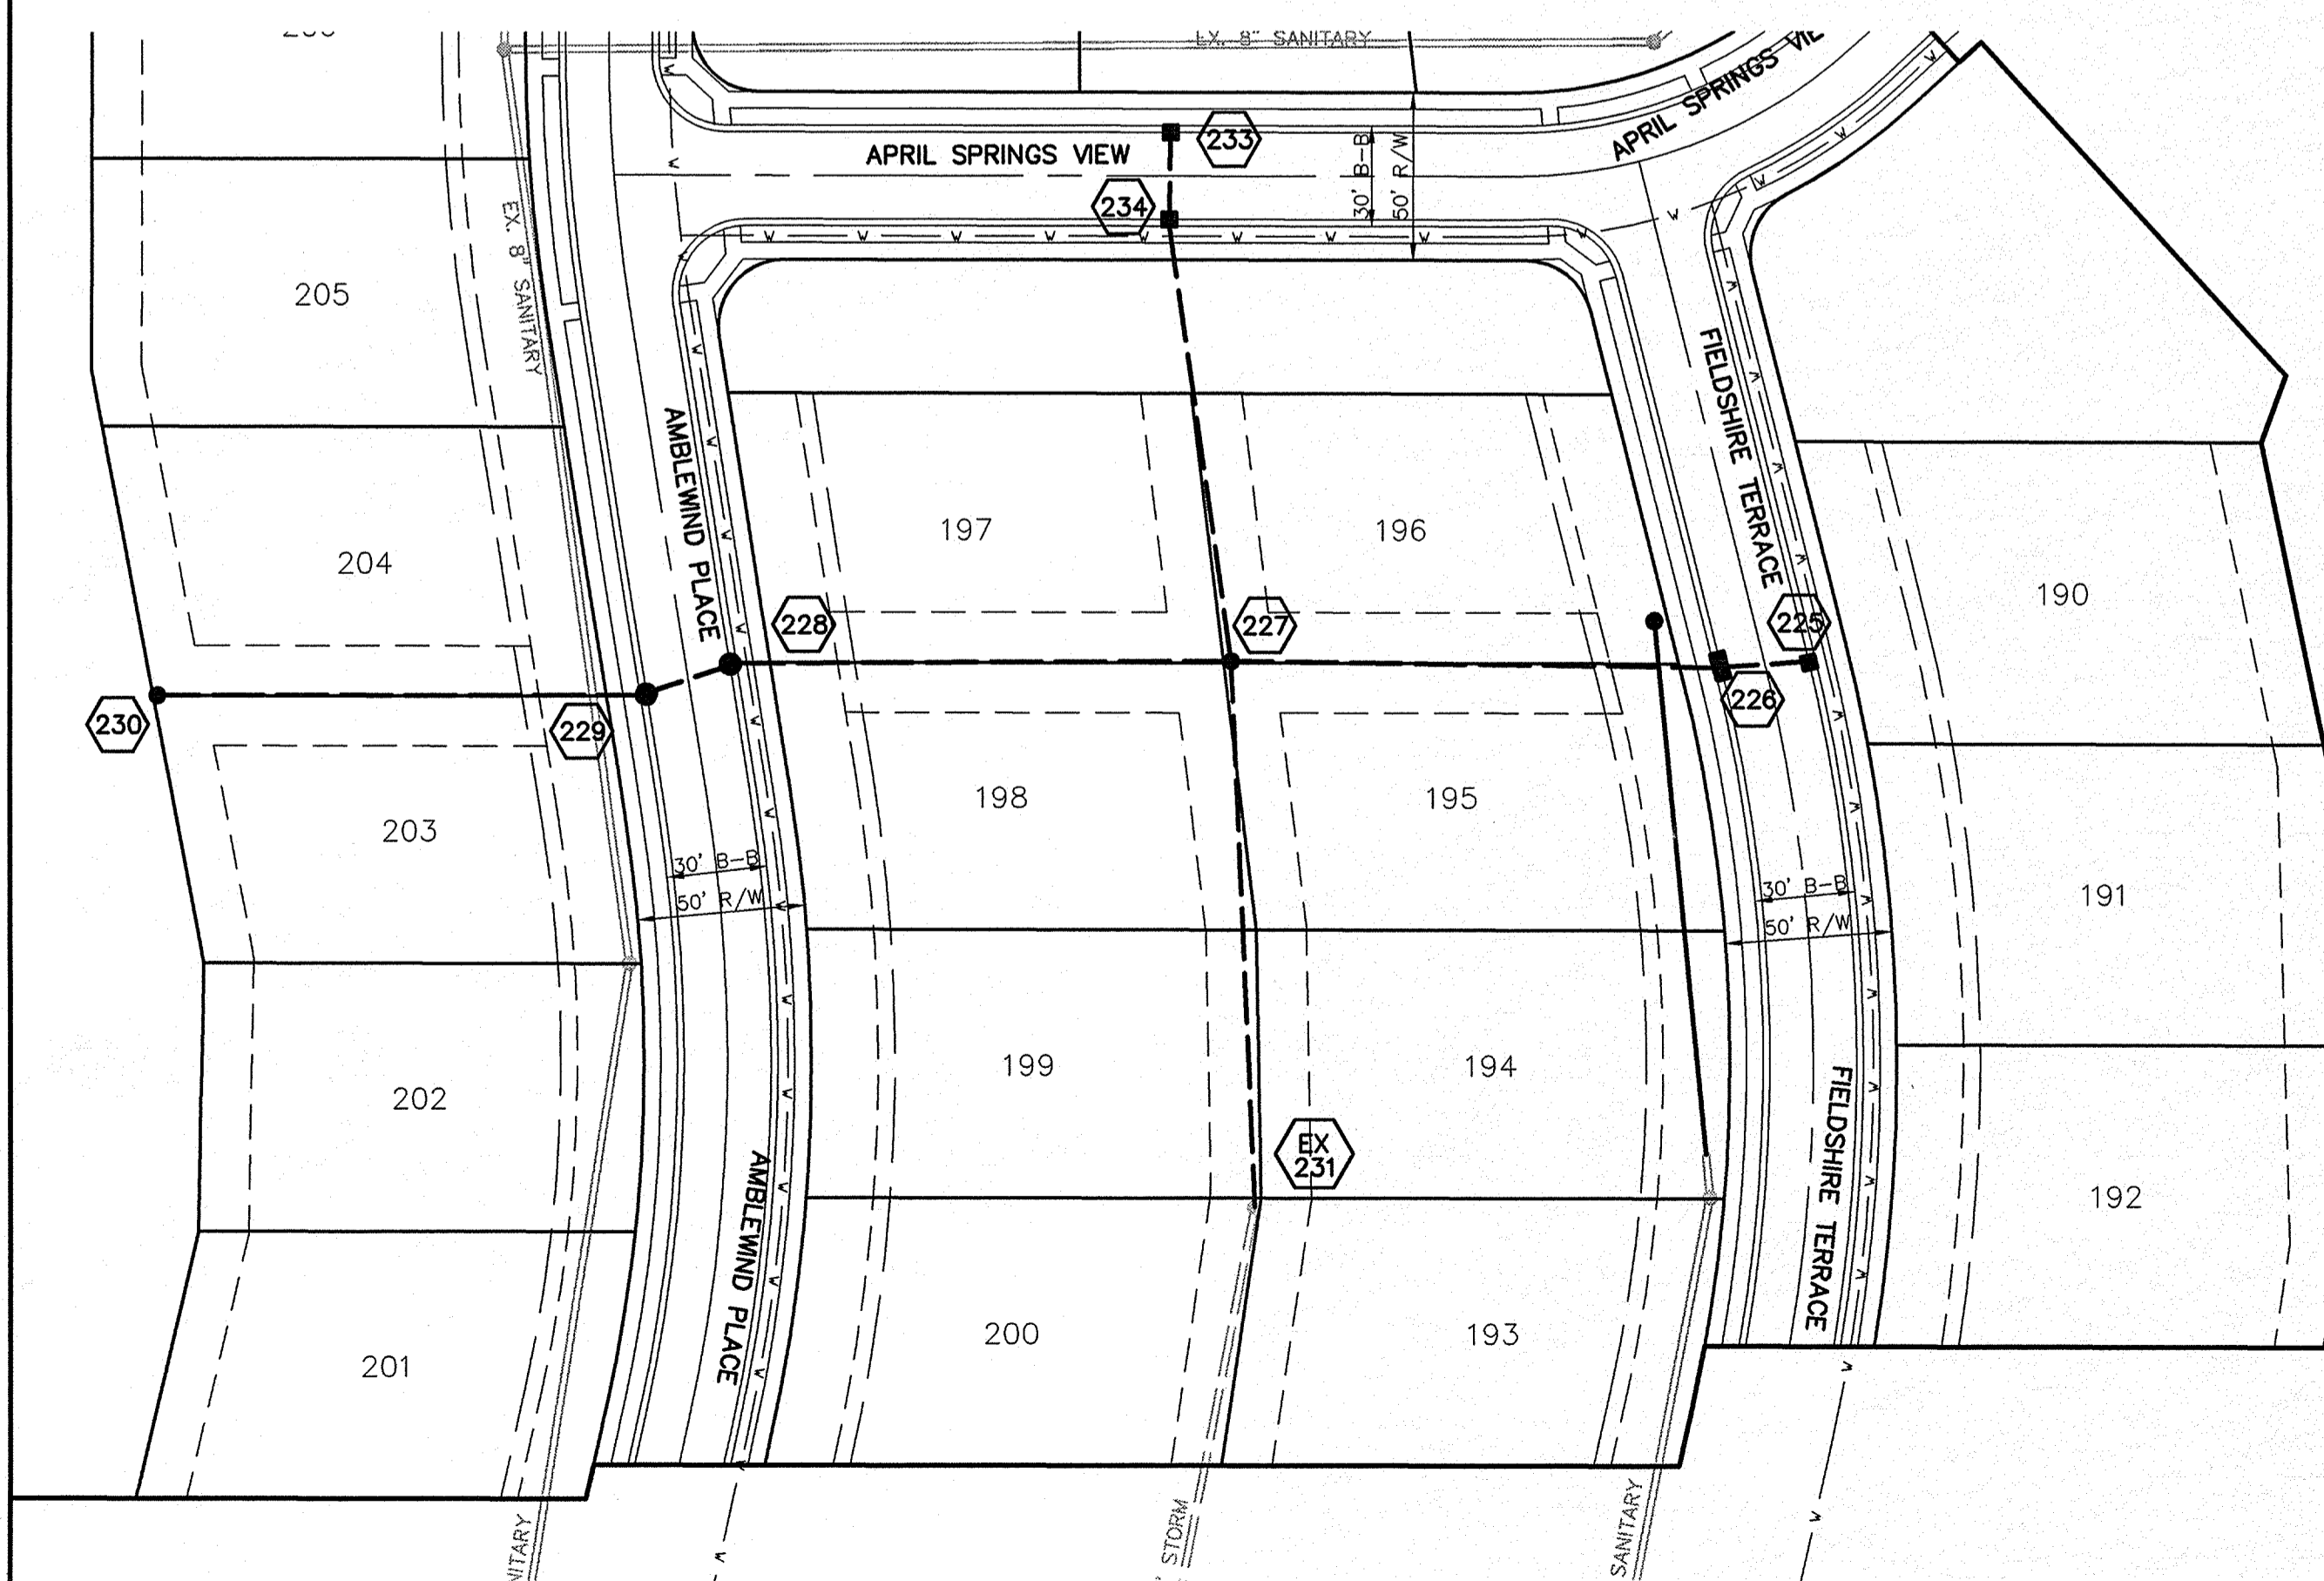 EX. 8" SANITARY
APRIL SPRINGS
233
APRIL SPRINGS VIEW
30' B-B
50' R/W
234
EX. 8" SANITARY
205
FIELDSHIRE TERRACE
AMBLEWIND PLACE
197
196
204
190
228
227
225
230
229
226
203
198
195
30' B-B
50' R/W
30' B-B
50' R/W
191
202
199
194
EX
231
FIELDSHIRE TERRACE
AMBLEWIND PLACE
192
201
200
193
STORM
SANITARY
W